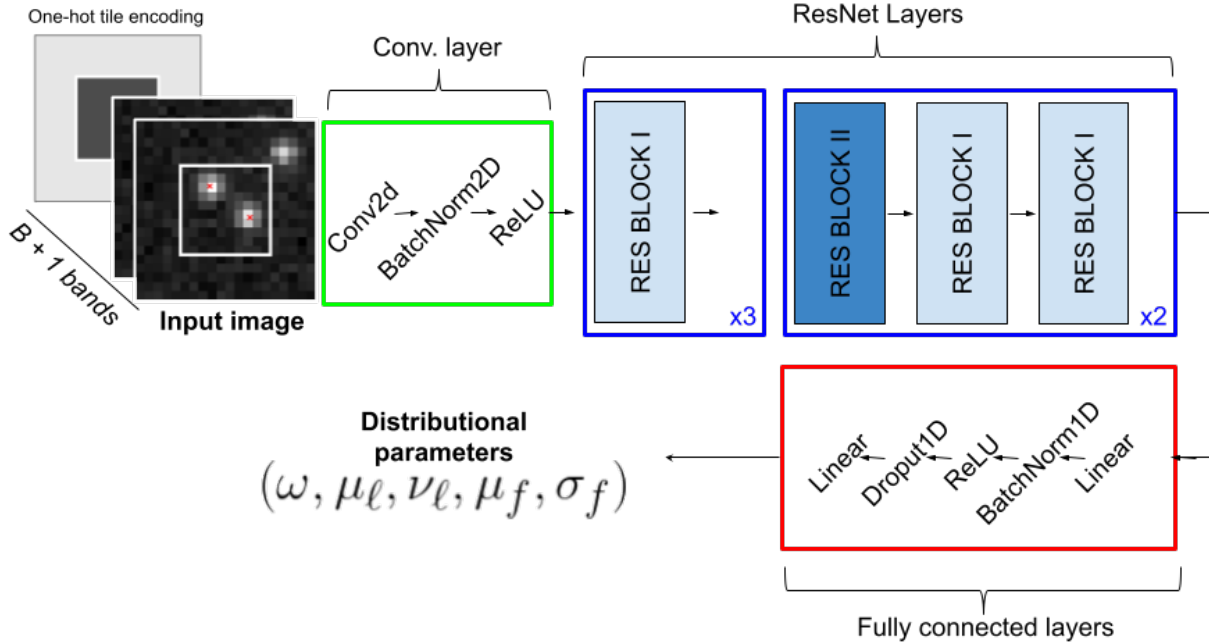 One-hot tile encoding
B + 1 bands
Input image
Conv. layer
Conv2d
BatchNorm2D
ReLU
ResNet Layers
RES BLOCK I
x3
RES BLOCK II
RES BLOCK I
RES BLOCK I
x2
Linear
BatchNorm1D
ReLU
Droput1D
Linear
Fully connected layers
Distributional
parameters
(ω, μ_ℓ, ν_ℓ, μ_f, σ_f)